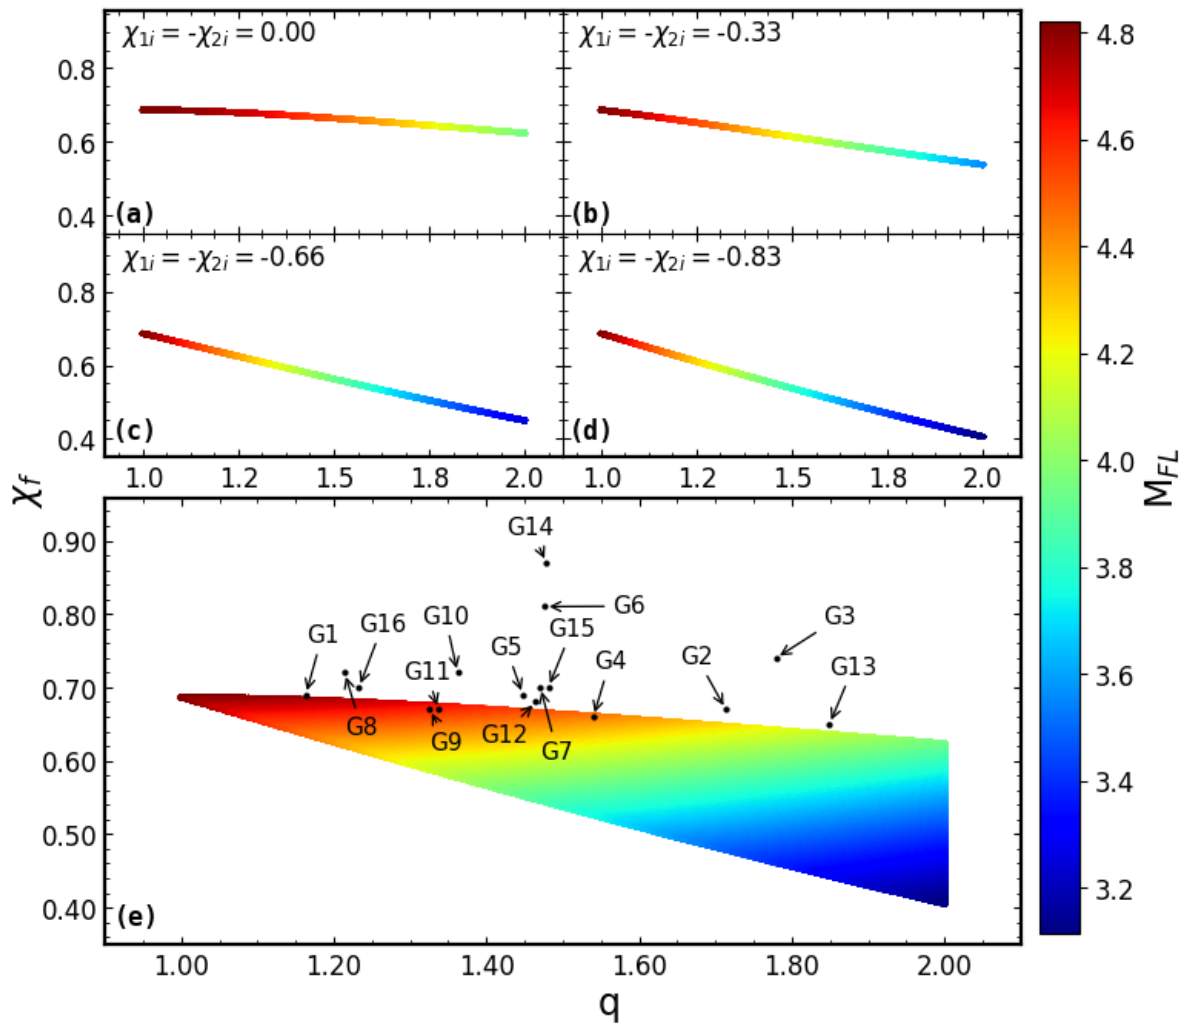 χ1i = -χ2i = 0.00
χ1i = -χ2i = -0.33
0.8
0.6
0.4
(a)
(b)
χ1i = -χ2i = -0.66
χ1i = -χ2i = -0.83
0.8
0.6
0.4
(c)
(d)
1.0 1.2 1.5 1.8 2.0
1.0 1.2 1.5 1.8 2.0
χf
0.90
0.80
0.70
0.60
0.50
0.40
G14
G6
G15
G10
G16
G1
G5
G4
G11
G2
G3
G13
G8
G9
G12
G7
(e)
1.00 1.20 1.40 1.60 1.80 2.00
q
4.8
4.6
4.4
4.2
4.0
3.8
3.6
3.4
3.2
MFL